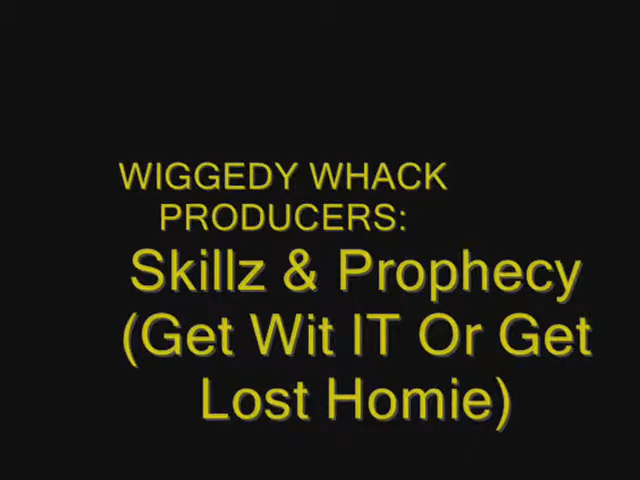 WIGGEDY WHACK
PRODUCERS:
Skillz & Prophecy
(Get Wit IT Or Get
Lost Homie)